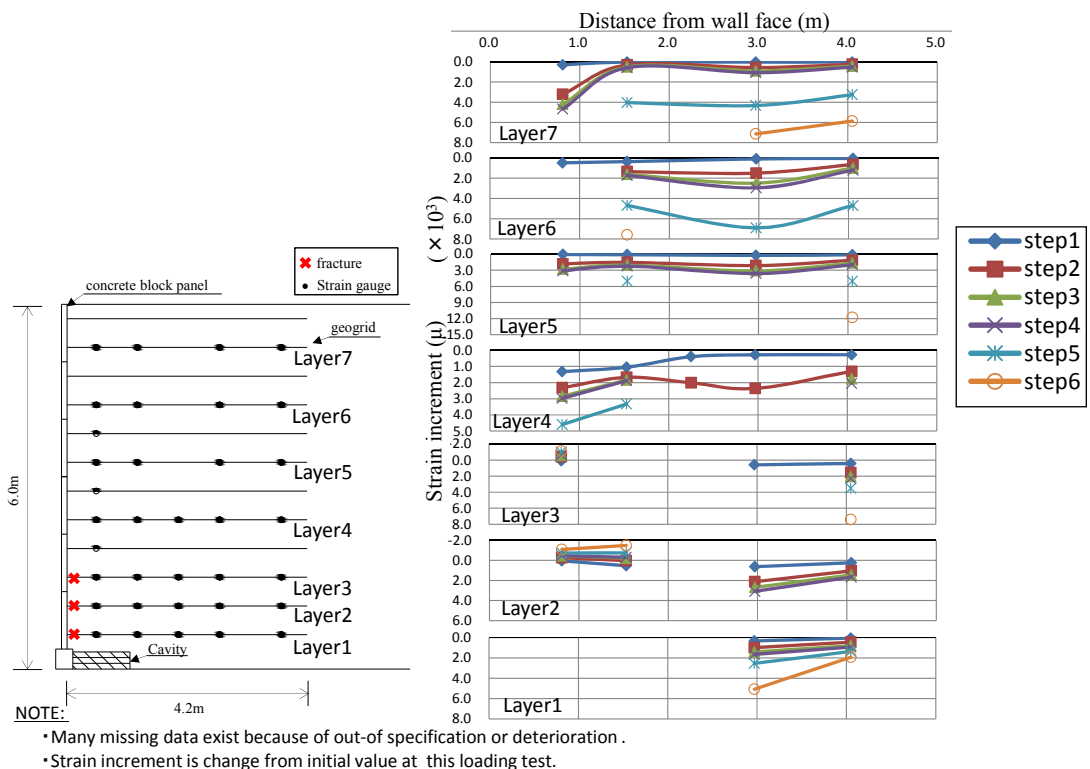 Distance from wall face (m)
0.0 1.0 2.0 3.0 4.0 5.0
0.0
2.0
4.0
6.0
8.0
Layer7
0.0
2.0
4.0
6.0
8.0
Layer6
0.0
3.0
6.0
9.0
12.0
15.0
Layer5
0.0
1.0
2.0
3.0
4.0
5.0
Layer4
-2.0
0.0
2.0
4.0
6.0
8.0
Layer3
-2.0
0.0
2.0
4.0
6.0
Layer2
0.0
2.0
4.0
6.0
8.0
Layer1
Strain increment (μ) (×10³)
step1
step2
step3
step4
step5
step6
fracture
Strain gauge
concrete block panel
geogrid
Layer7
Layer6
Layer5
Layer4
Layer3
Layer2
Layer1
Cavity
6.0m
4.2m
NOTE:
・Many missing data exist because of out-of specification or deterioration .
・Strain increment is change from initial value at this loading test.